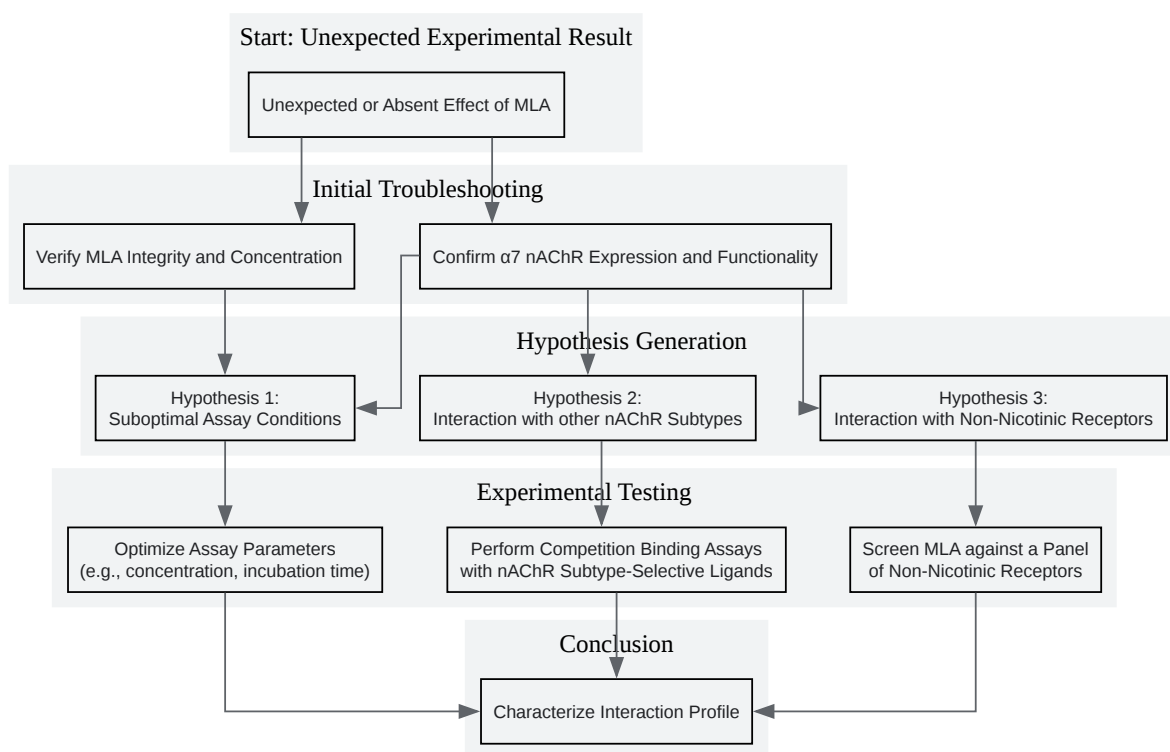 Start: Unexpected Experimental Result
Unexpected or Absent Effect of MLA
Initial Troubleshooting
Verify MLA Integrity and Concentration
Confirm α7 nAChR Expression and Functionality
Hypothesis Generation
Hypothesis 1:
Suboptimal Assay Conditions
Hypothesis 2:
Interaction with other nAChR Subtypes
Hypothesis 3:
Interaction with Non-Nicotinic Receptors
Experimental Testing
Optimize Assay Parameters
(e.g., concentration, incubation time)
Perform Competition Binding Assays
with nAChR Subtype-Selective Ligands
Screen MLA against a Panel
of Non-Nicotinic Receptors
Conclusion
Characterize Interaction Profile